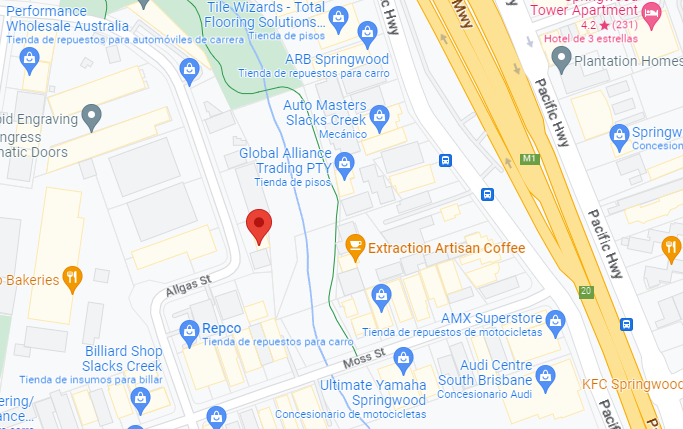 Performance
Wholesale Australia
Tienda de repuestos para automóviles de carrera
Tile Wizards - Total
Flooring Solutions...
Tienda de pisos
ARB Springwood
Tienda de repuestos para carro
Pacific Hwy
Mwy
Springwood
Tower Apartment
4,2 ★ (231)
Hotel de 3 estrellas
Plantation Homes
Pacific Hwy
Engraving
ngress
matic Doors
Auto Masters
Slacks Creek
Mecánico
Global Alliance
Trading PTY
Tienda de pisos
M1
Springw
Concesion
Pacific Hwy
Extraction Artisan Coffee
Bakeries
Allgas St
20
Repco
Tienda de repuestos para carro
AMX Superstore
Tienda de repuestos de motocicletas
Billiard Shop
Slacks Creek
Tienda de insumos para billar
Moss St
Audi Centre
South Brisbane
Concesionario Audi
Ultimate Yamaha
Springwood
Concesionario de motocicletas
KFC Springwood
ering/
nce...
Pacific